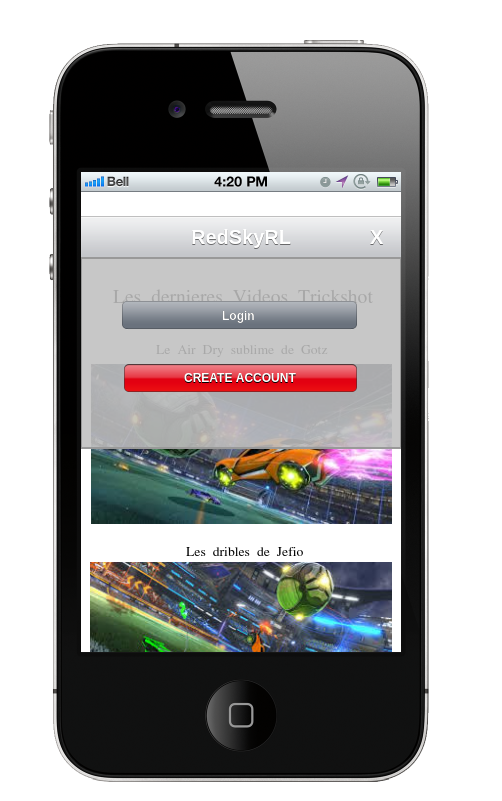 Bell 4:20 PM
RedSkyRL X
Les dernieres Videos Trickshot
Login
Le Air Dry sublime de Gotz
CREATE ACCOUNT
Les dribles de Jefio